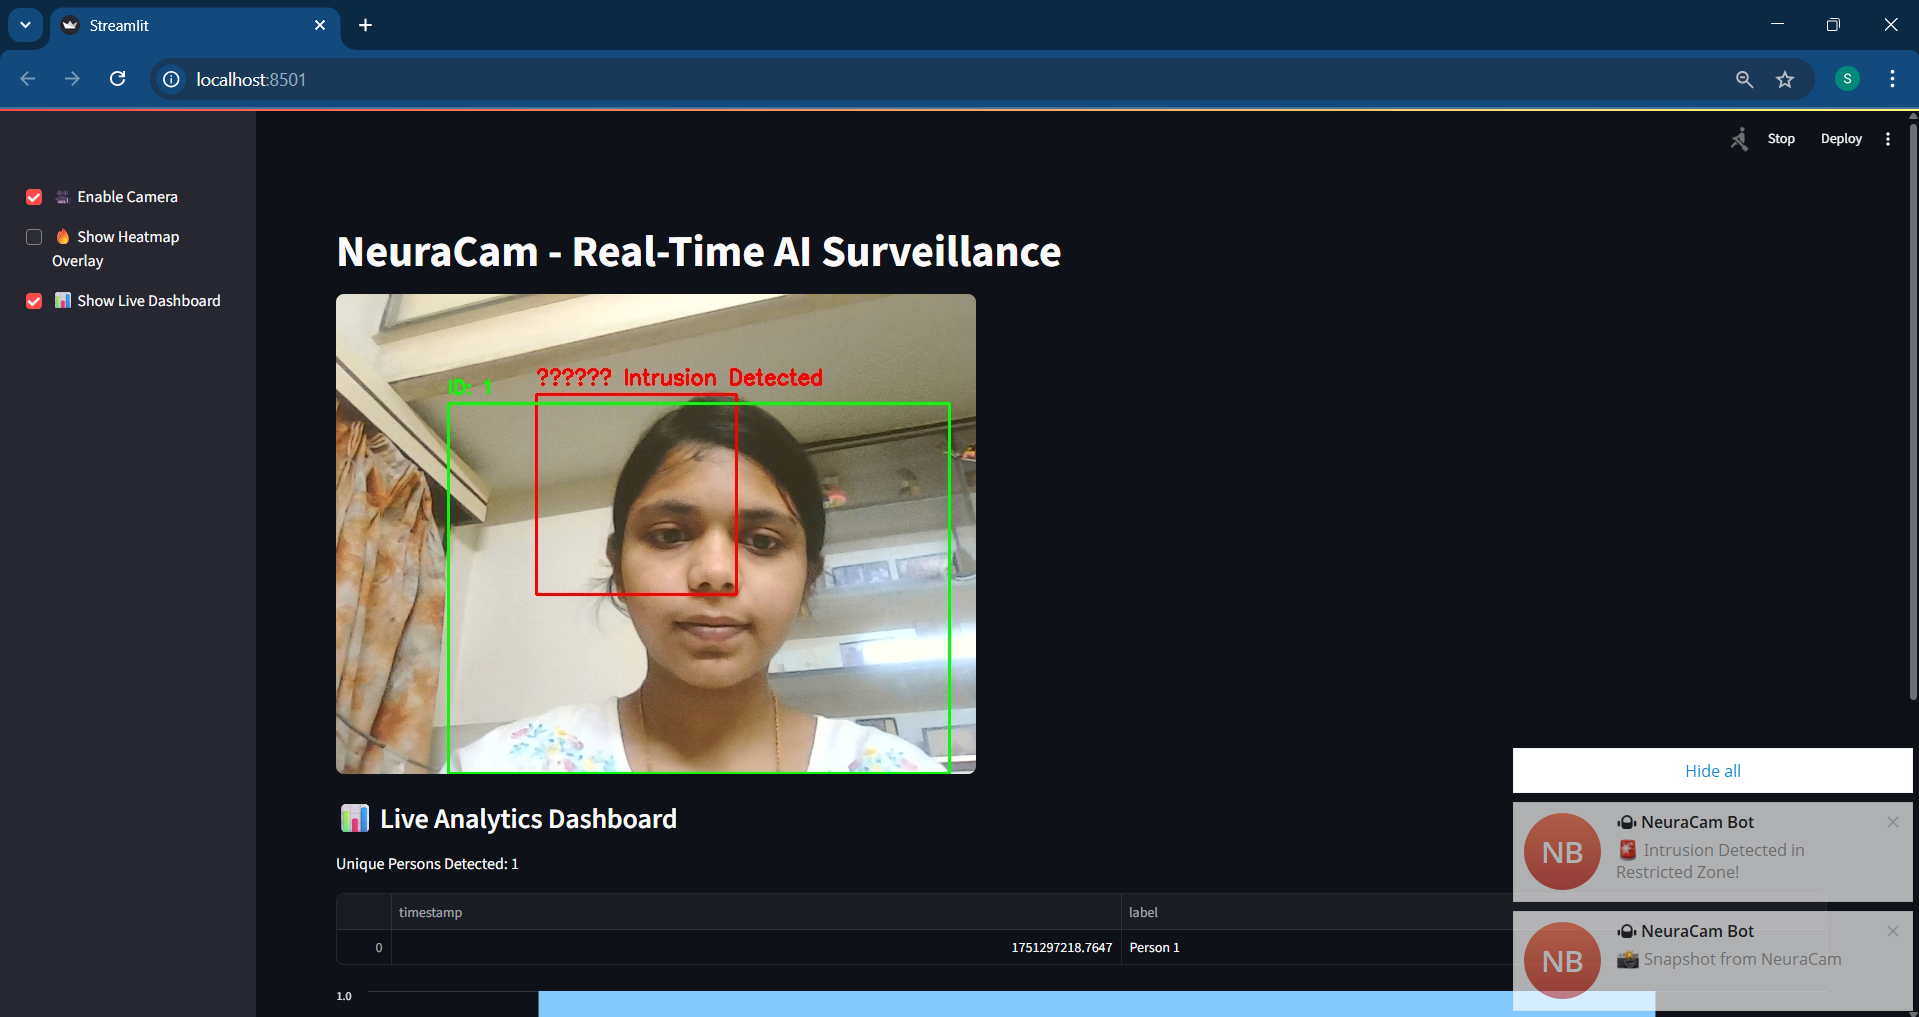 Streamlit
localhost:8501
S
Stop
Deploy
Enable Camera
Show Heatmap
Overlay
Show Live Dashboard
NeuraCam - Real-Time AI Surveillance
?????? Intrusion Detected
ID: 1
Live Analytics Dashboard
Unique Persons Detected: 1
timestamp
label
0
1751297218.7647
Person 1
1.0
Hide all
NB
NeuraCam Bot
Intrusion Detected in
Restricted Zone!
NB
NeuraCam Bot
Snapshot from NeuraCam